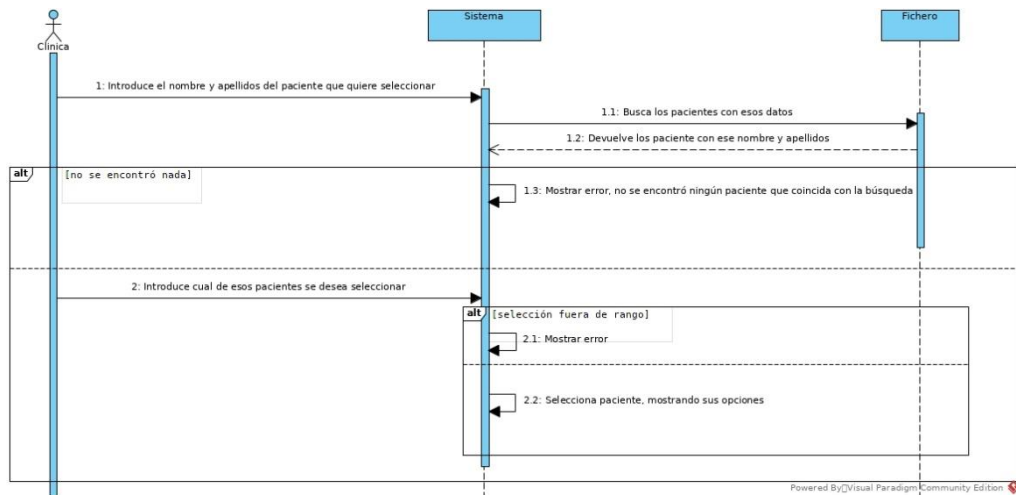 Sistema
Fichero
Clinica
1: Introduce el nombre y apellidos del paciente que quiere seleccionar
1.1: Busca los pacientes con esos datos
1.2: Devuelve los paciente con ese nombre y apellidos
alt
[no se encontró nada]
1.3: Mostrar error, no se encontró ningún paciente que coincida con la búsqueda
2: Introduce cual de esos pacientes se desea seleccionar
alt
[selección fuera de rango]
2.1: Mostrar error
2.2: Selecciona paciente, mostrando sus opciones
Powered By Visual Paradigm Community Edition